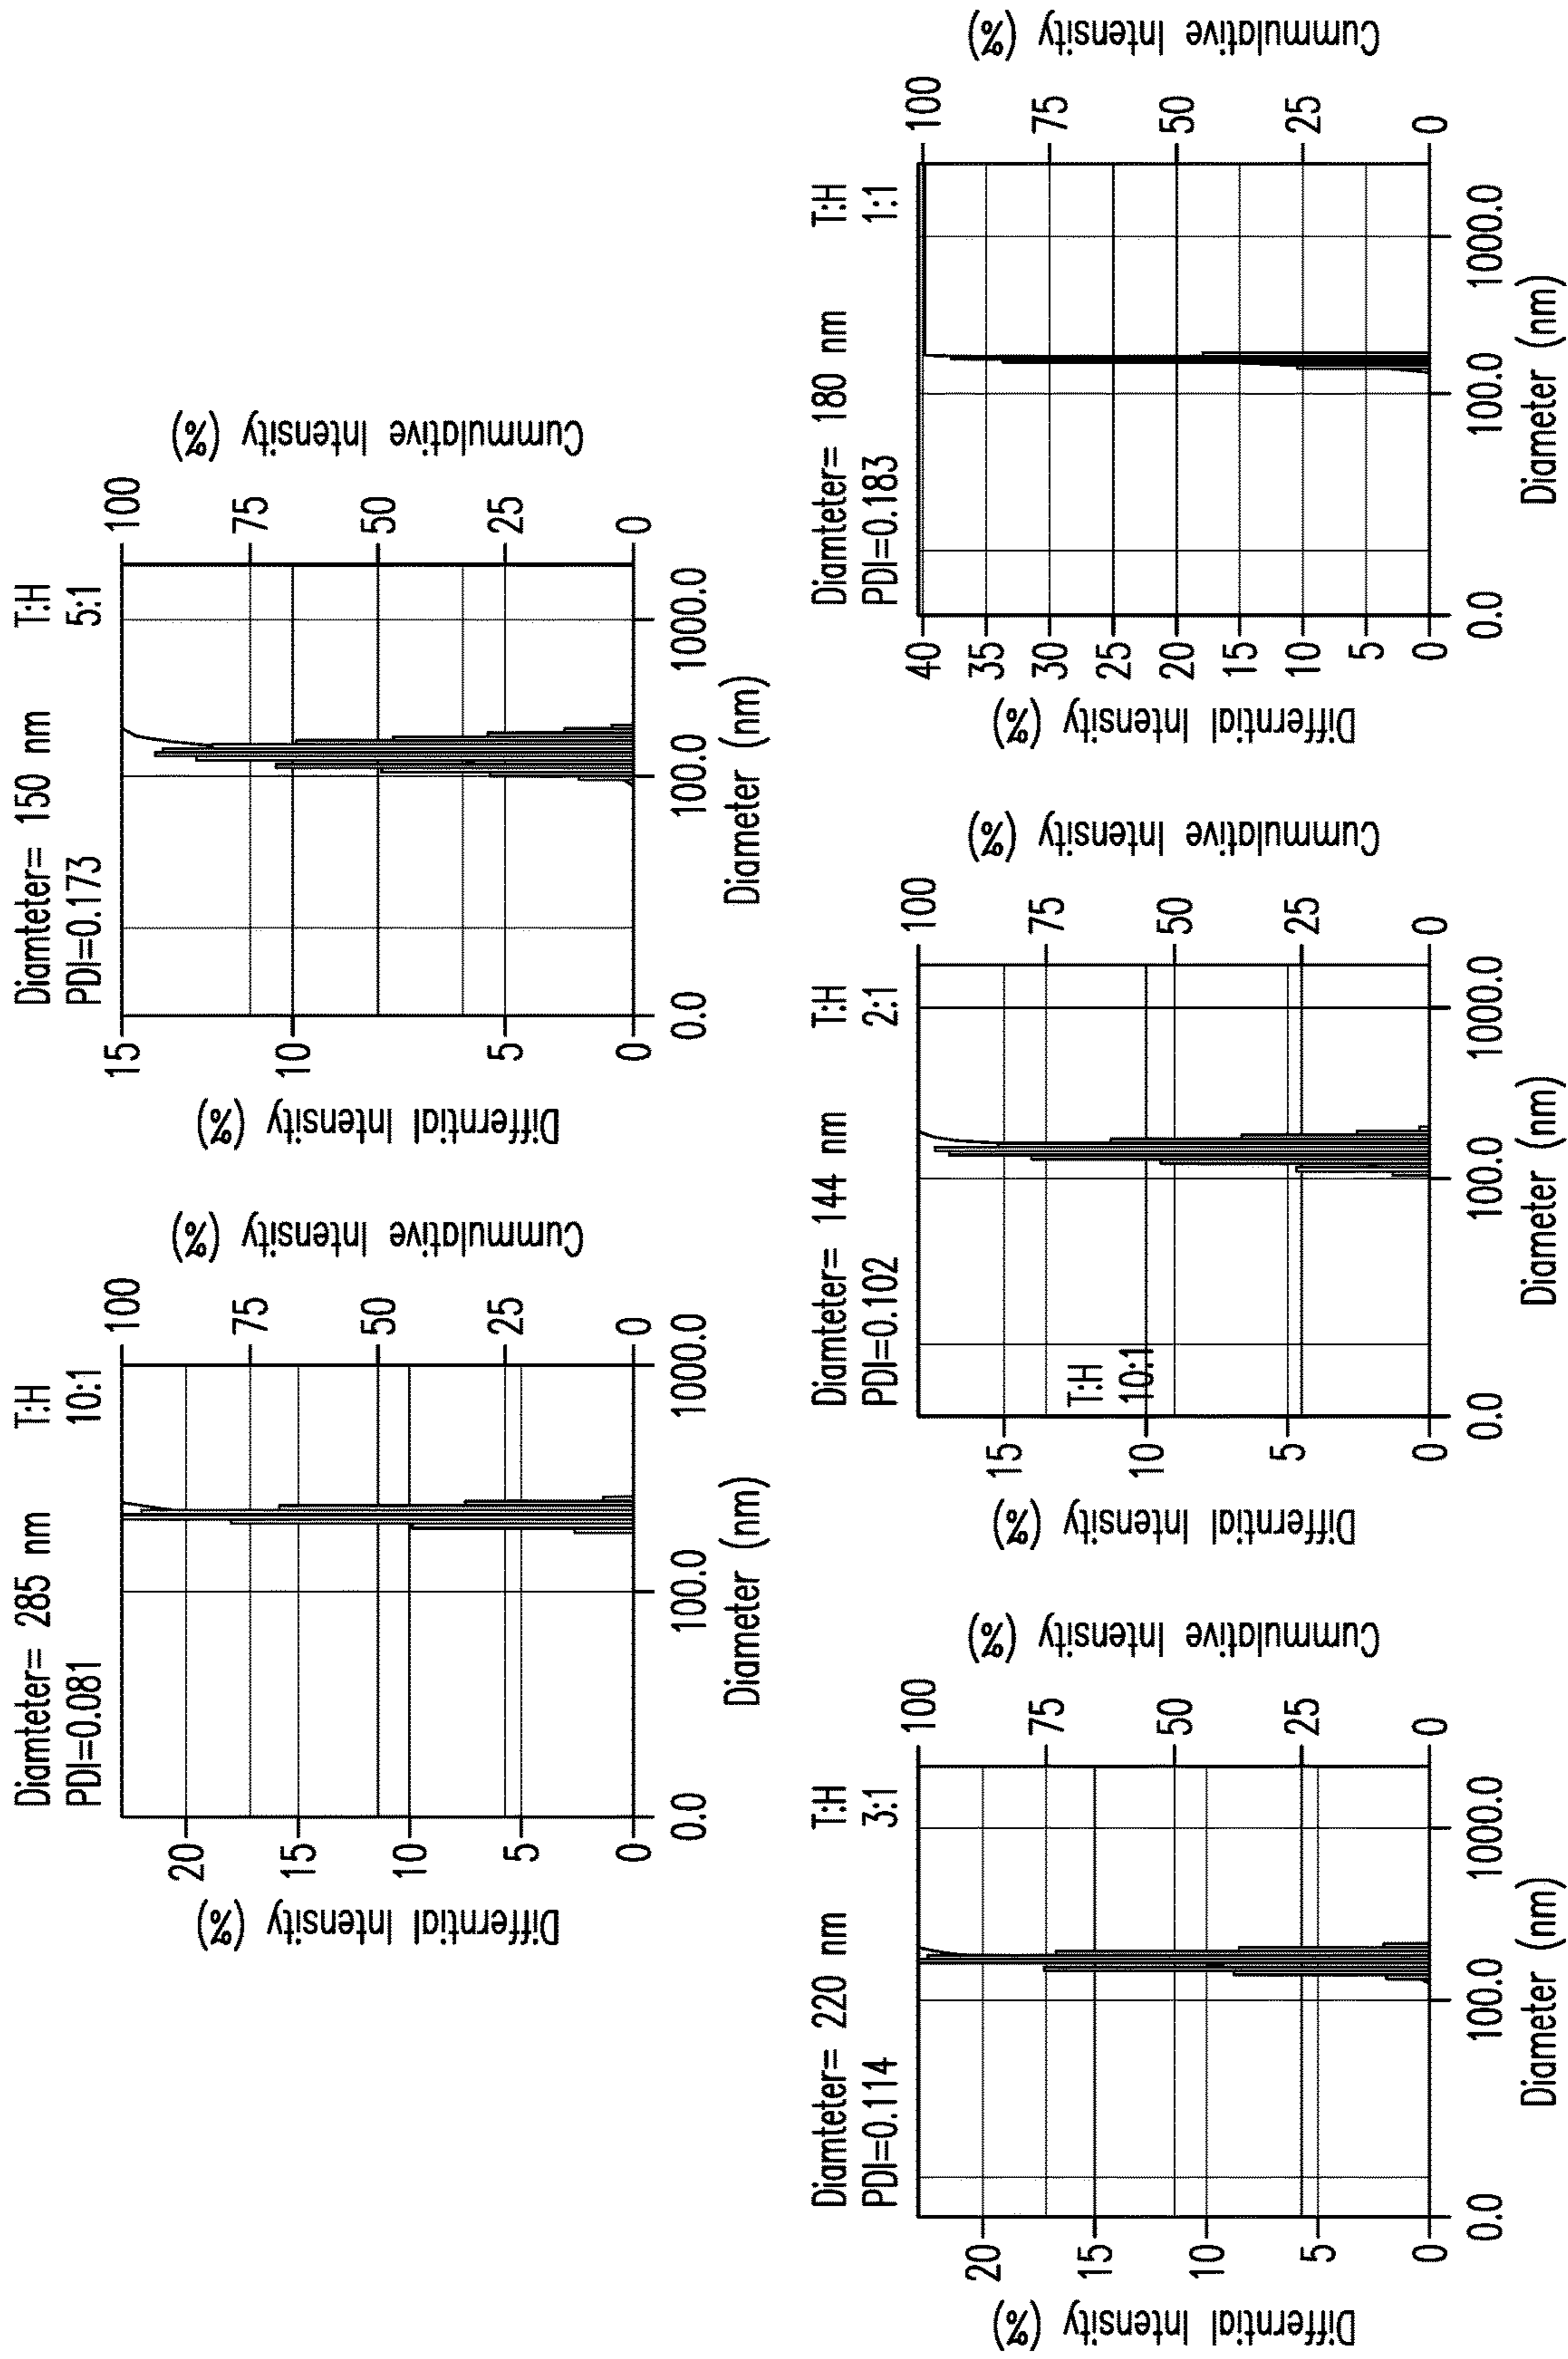 Diamteter= 285 nm T:H
PDI=0.081 10:1
Differntial Intensity (%)
20
15
10
5
0
0.0
100.0
1000.0
Diameter (nm)
100
75
50
25
0
Cummulative Intensity (%)
Diamteter= 150 nm T:H
PDI=0.173 5:1
Differntial Intensity (%)
15
10
5
0
0.0
100.0
1000.0
Diameter (nm)
100
75
50
25
0
Cummulative Intensity (%)
Diamteter= 220 nm T:H
PDI=0.114 3:1
Differntial Intensity (%)
20
15
10
5
0
0.0
100.0
1000.0
Diameter (nm)
100
75
50
25
0
Cummulative Intensity (%)
Diamteter= 144 nm T:H
PDI=0.102 2:1
Differntial Intensity (%)
15
10
5
0
T:H
10:1
0.0
100.0
1000.0
Diameter (nm)
100
75
50
25
0
Cummulative Intensity (%)
Diamteter= 180 nm T:H
PDI=0.183 1:1
Differntial Intensity (%)
40
35
30
25
20
15
10
5
0
0.0
100.0
1000.0
Diameter (nm)
100
75
50
25
0
Cummulative Intensity (%)